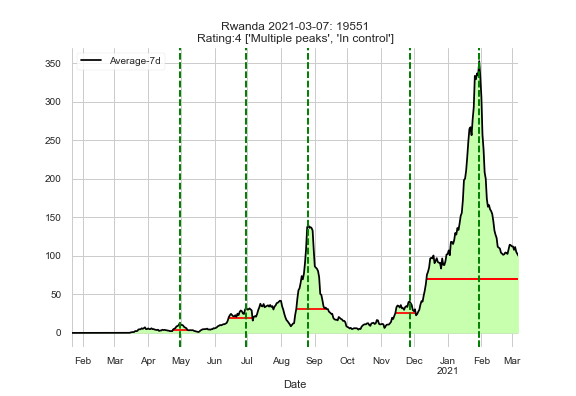 Rwanda 2021-03-07: 19551
Rating:4 ['Multiple peaks', 'In control']
Average-7d
350
300
250
200
150
100
50
0
Feb Mar Apr May Jun Jul Aug Sep Oct Nov Dec Jan Feb Mar
2021
Date